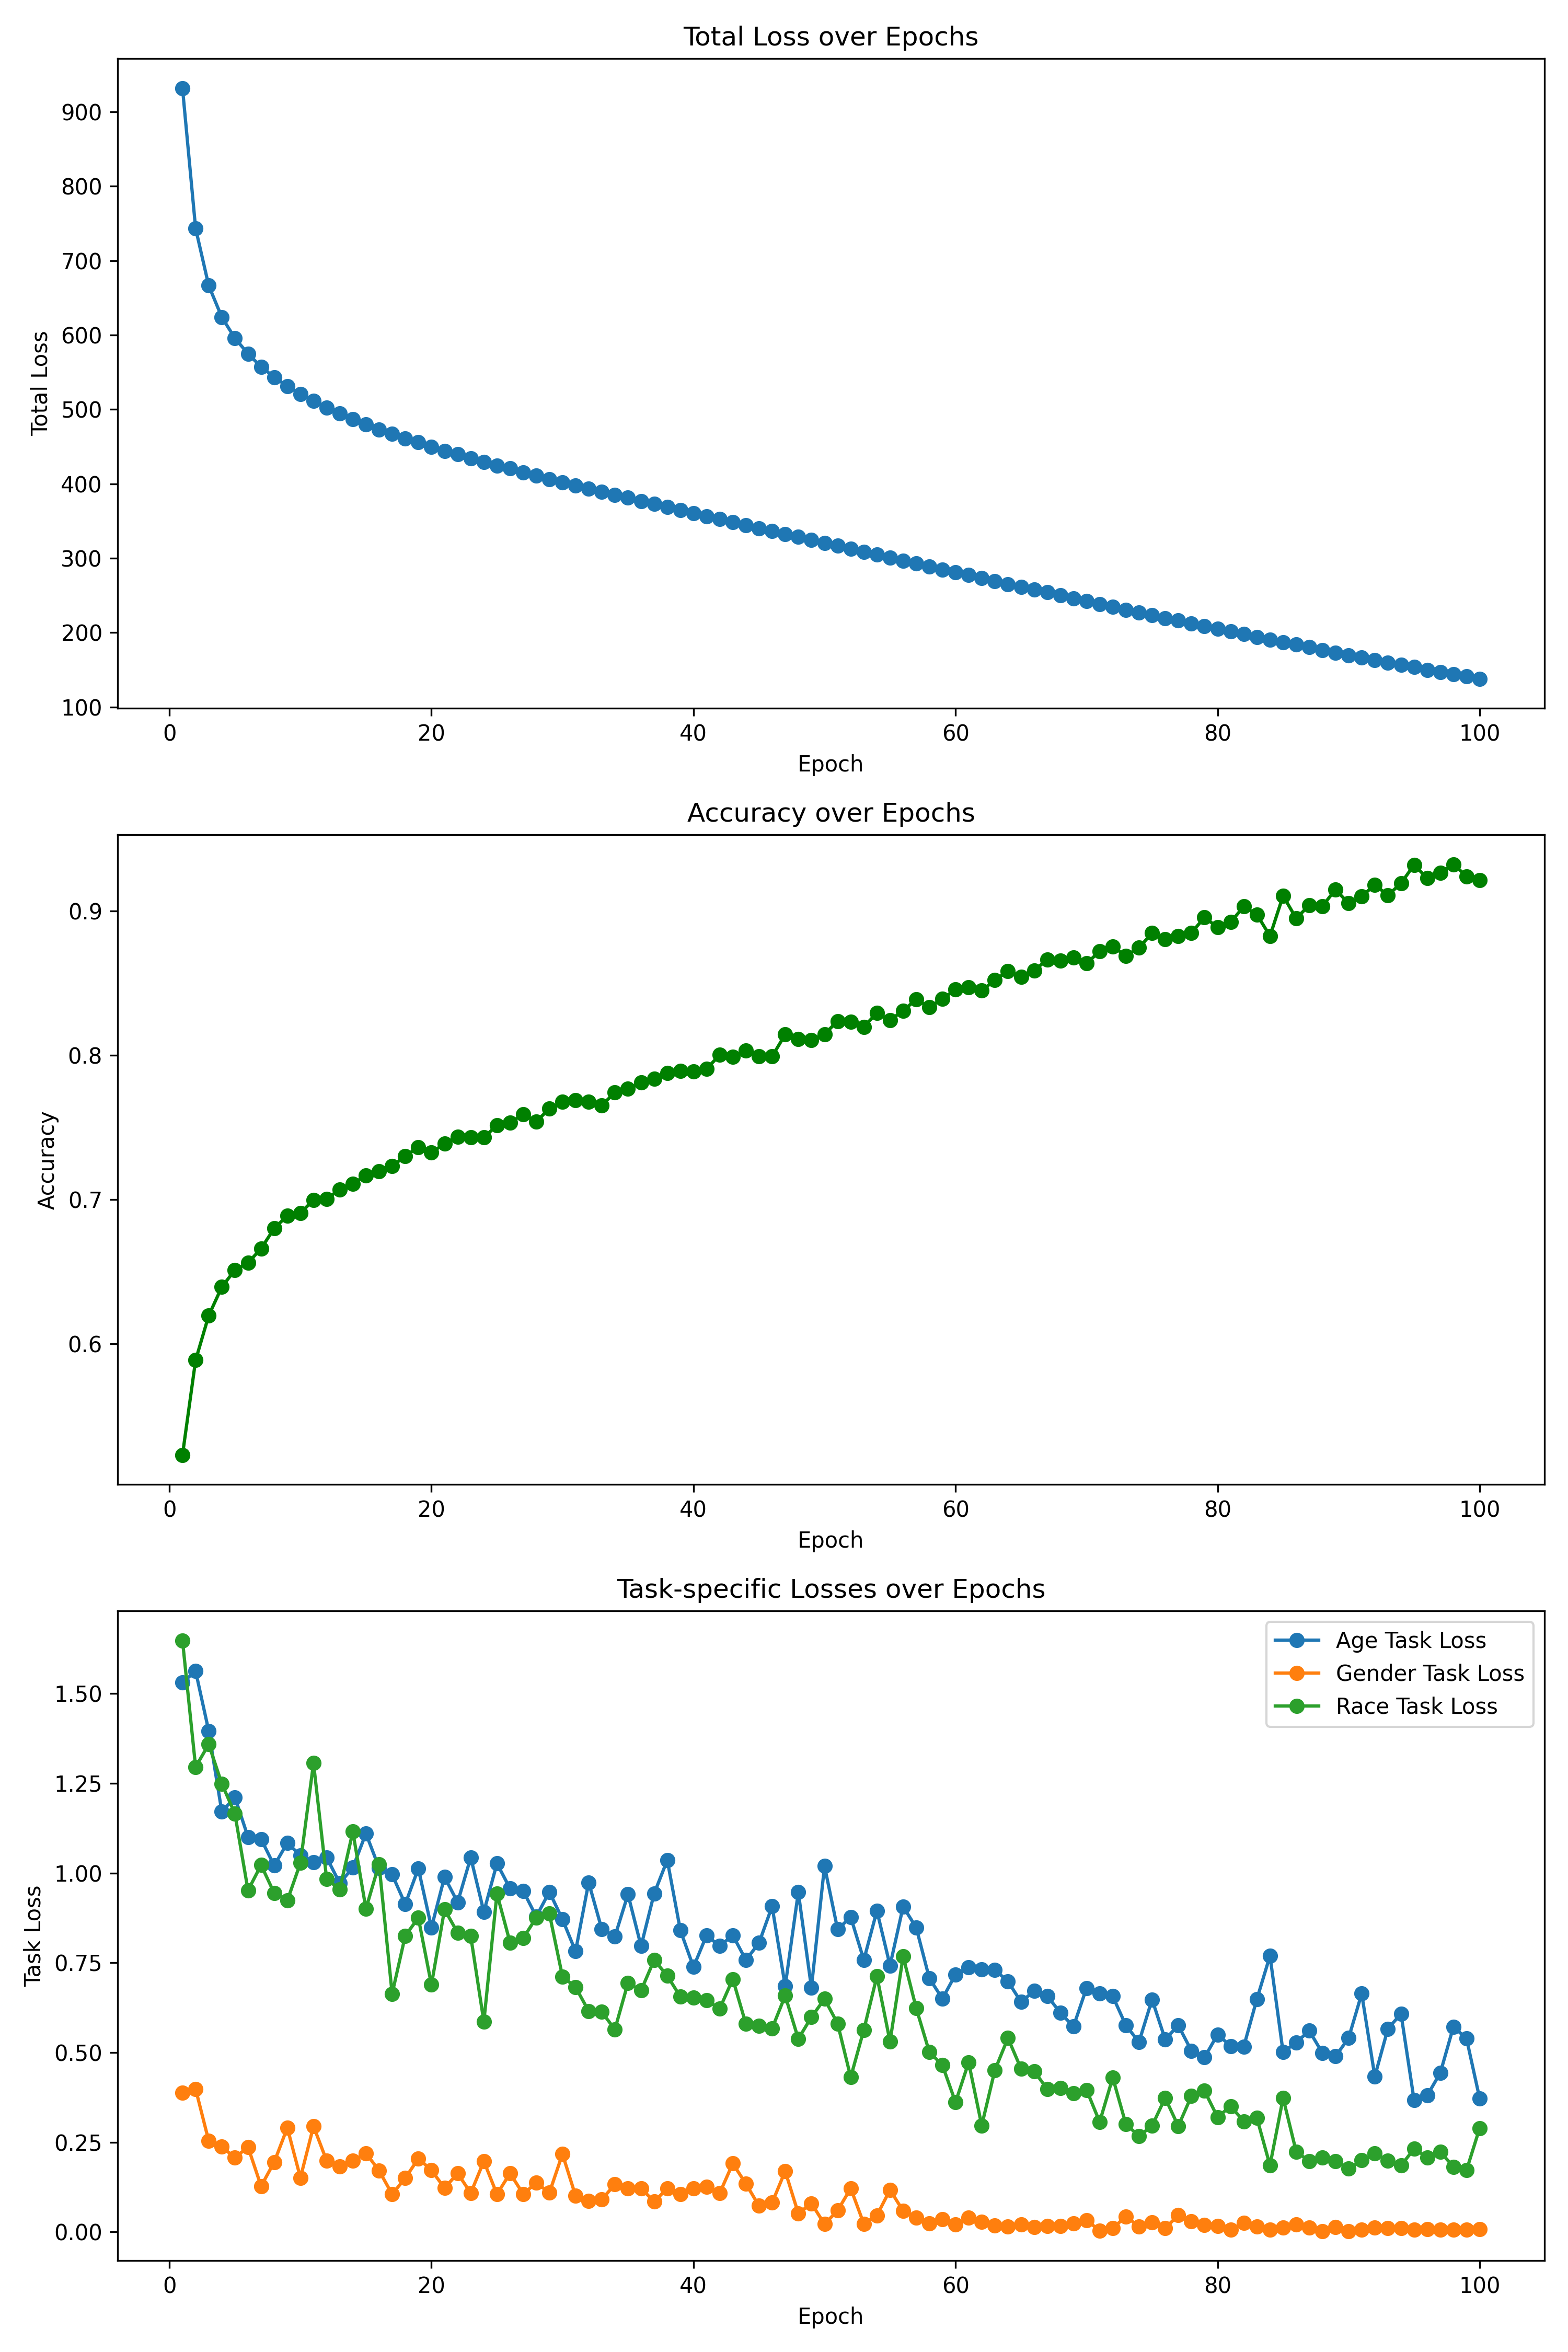 Total Loss over Epochs
900
800
700
600
500
400
300
200
100
Total Loss
0 20 40 60 80 100
Epoch
Accuracy over Epochs
0.9
0.8
0.7
0.6
Accuracy
0 20 40 60 80 100
Epoch
Task-specific Losses over Epochs
Age Task Loss
Gender Task Loss
Race Task Loss
1.50
1.25
1.00
0.75
0.50
0.25
0.00
Task Loss
0 20 40 60 80 100
Epoch